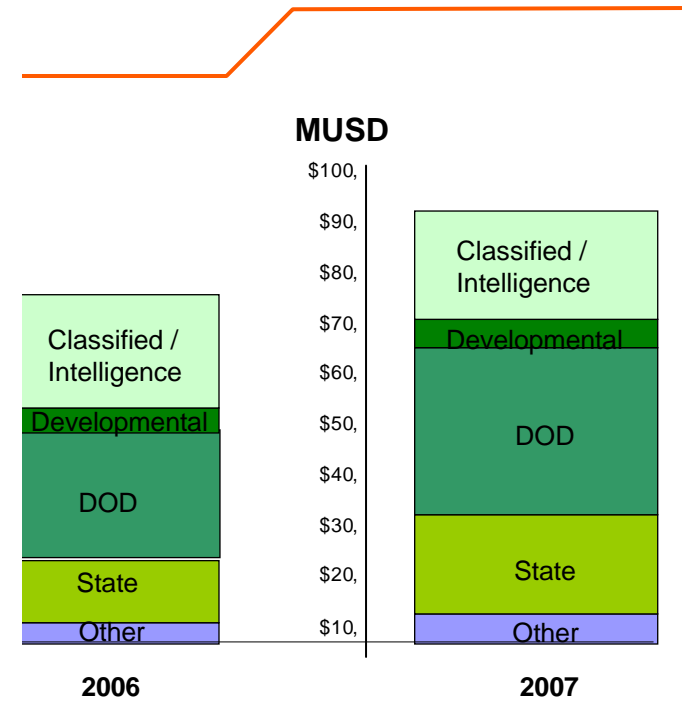 MUSD
$100,
$90,
$80,
$70,
$60,
$50,
$40,
$30,
$20,
$10,
Classified /
Intelligence
Developmental
DOD
State
Other
2006
Classified /
Intelligence
Developmental
DOD
State
Other
2007